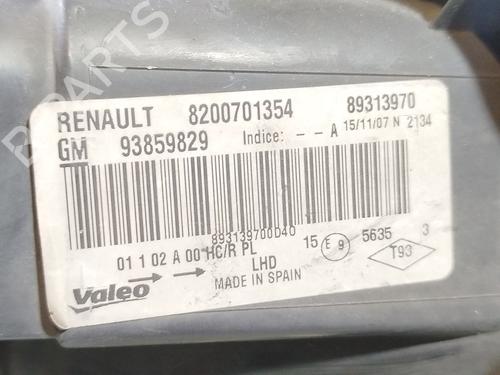 B-PARTS
RENAULT 8200701354 89313970
GM 93859829 Indice: - - A 15/11/07 N 2134
893139700D40
01 1 02 A 00 HC/R PL 15 E 9 5635 3
LHD T93
Valeo MADE IN SPAIN